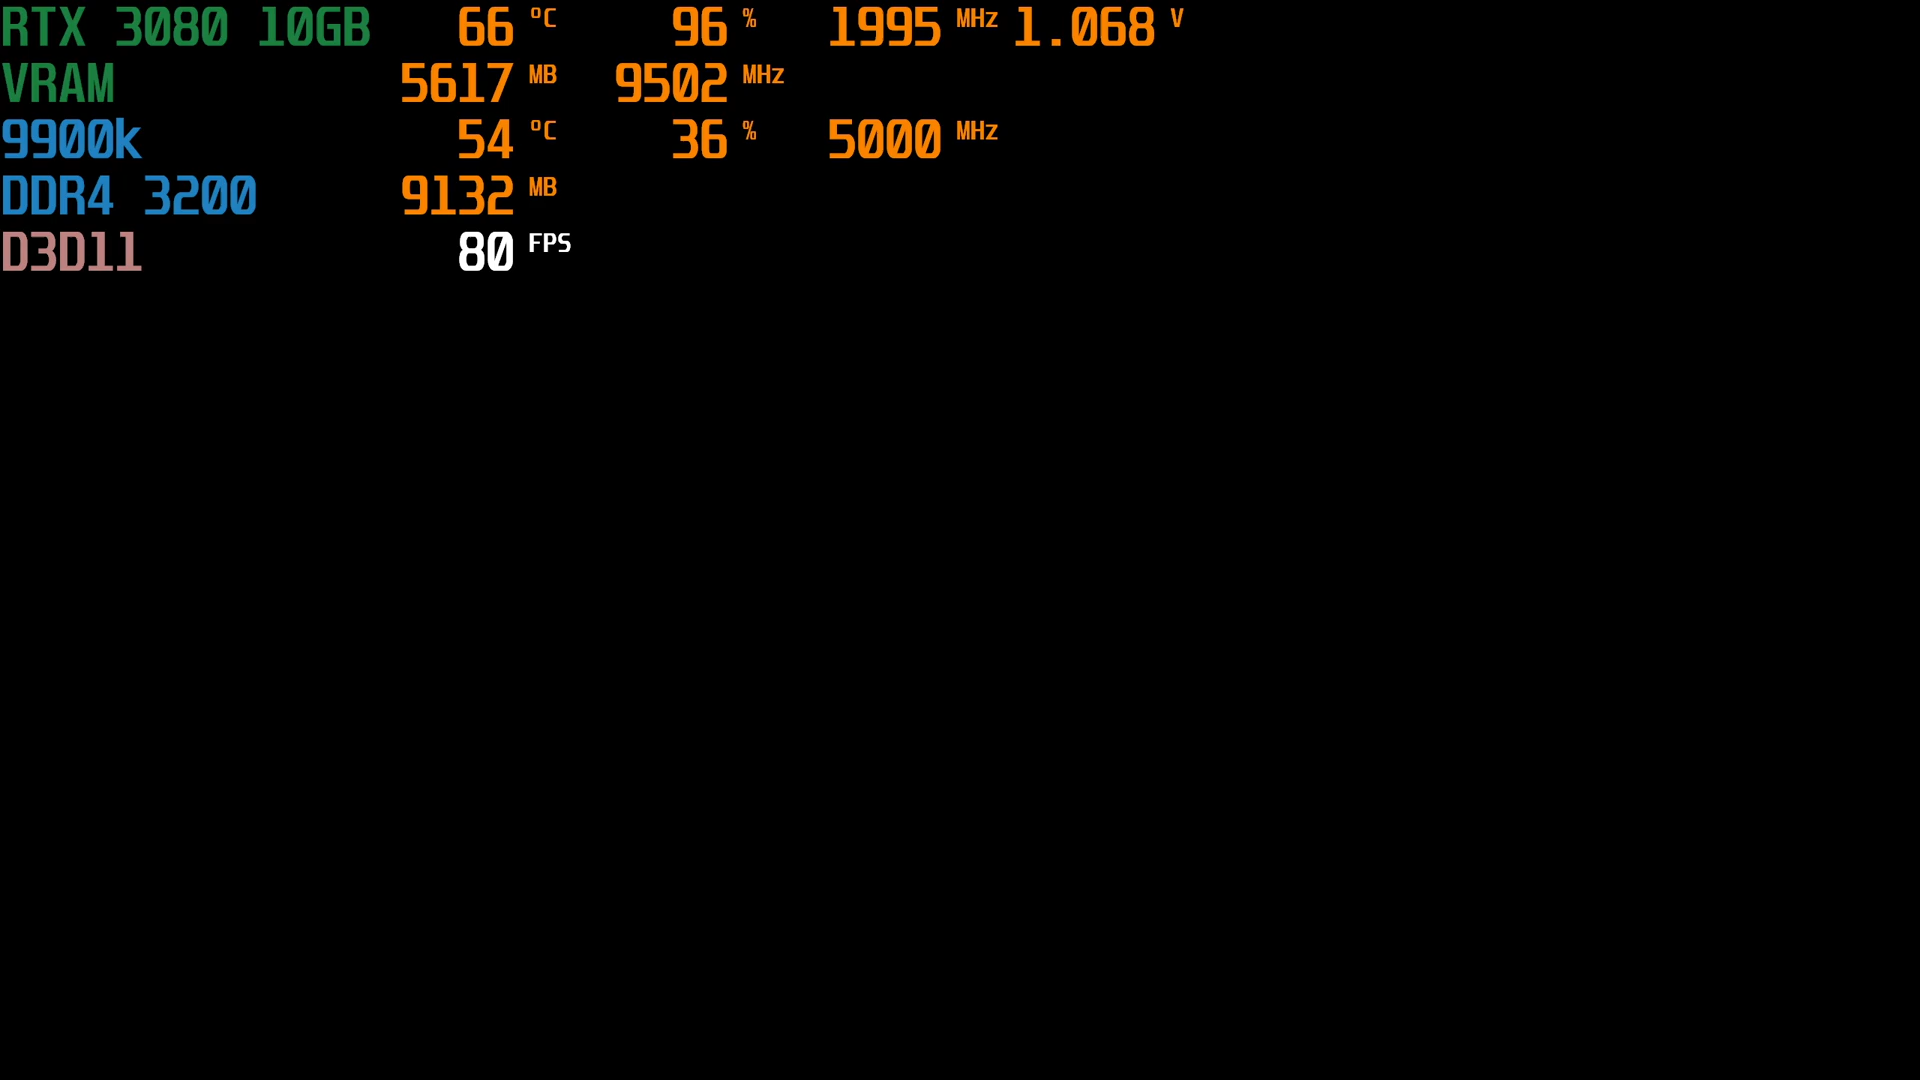 RTX 3080 10GB 66 °C 96 % 1995 MHz 1.068 V
VRAM 5617 MB 9502 MHz
9900k 54 °C 36 % 5000 MHz
DDR4 3200 9132 MB
D3D11 80 FPS